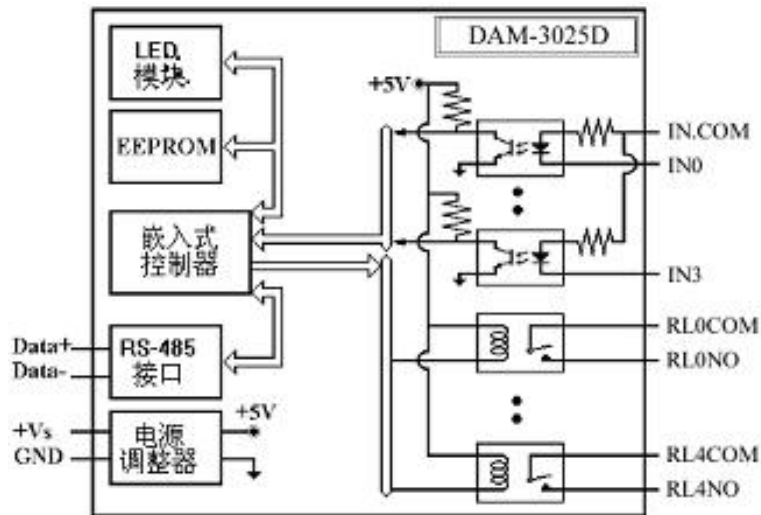 DAM-3025D
LED.
模块.
EEPROM
嵌入式
控制器
RS-485
接口
电源
调整器
Data+
Data-
+Vs
GND
+5V
+5V
IN.COM
IN0
IN3
RL0COM
RL0NO
RL4COM
RL4NO